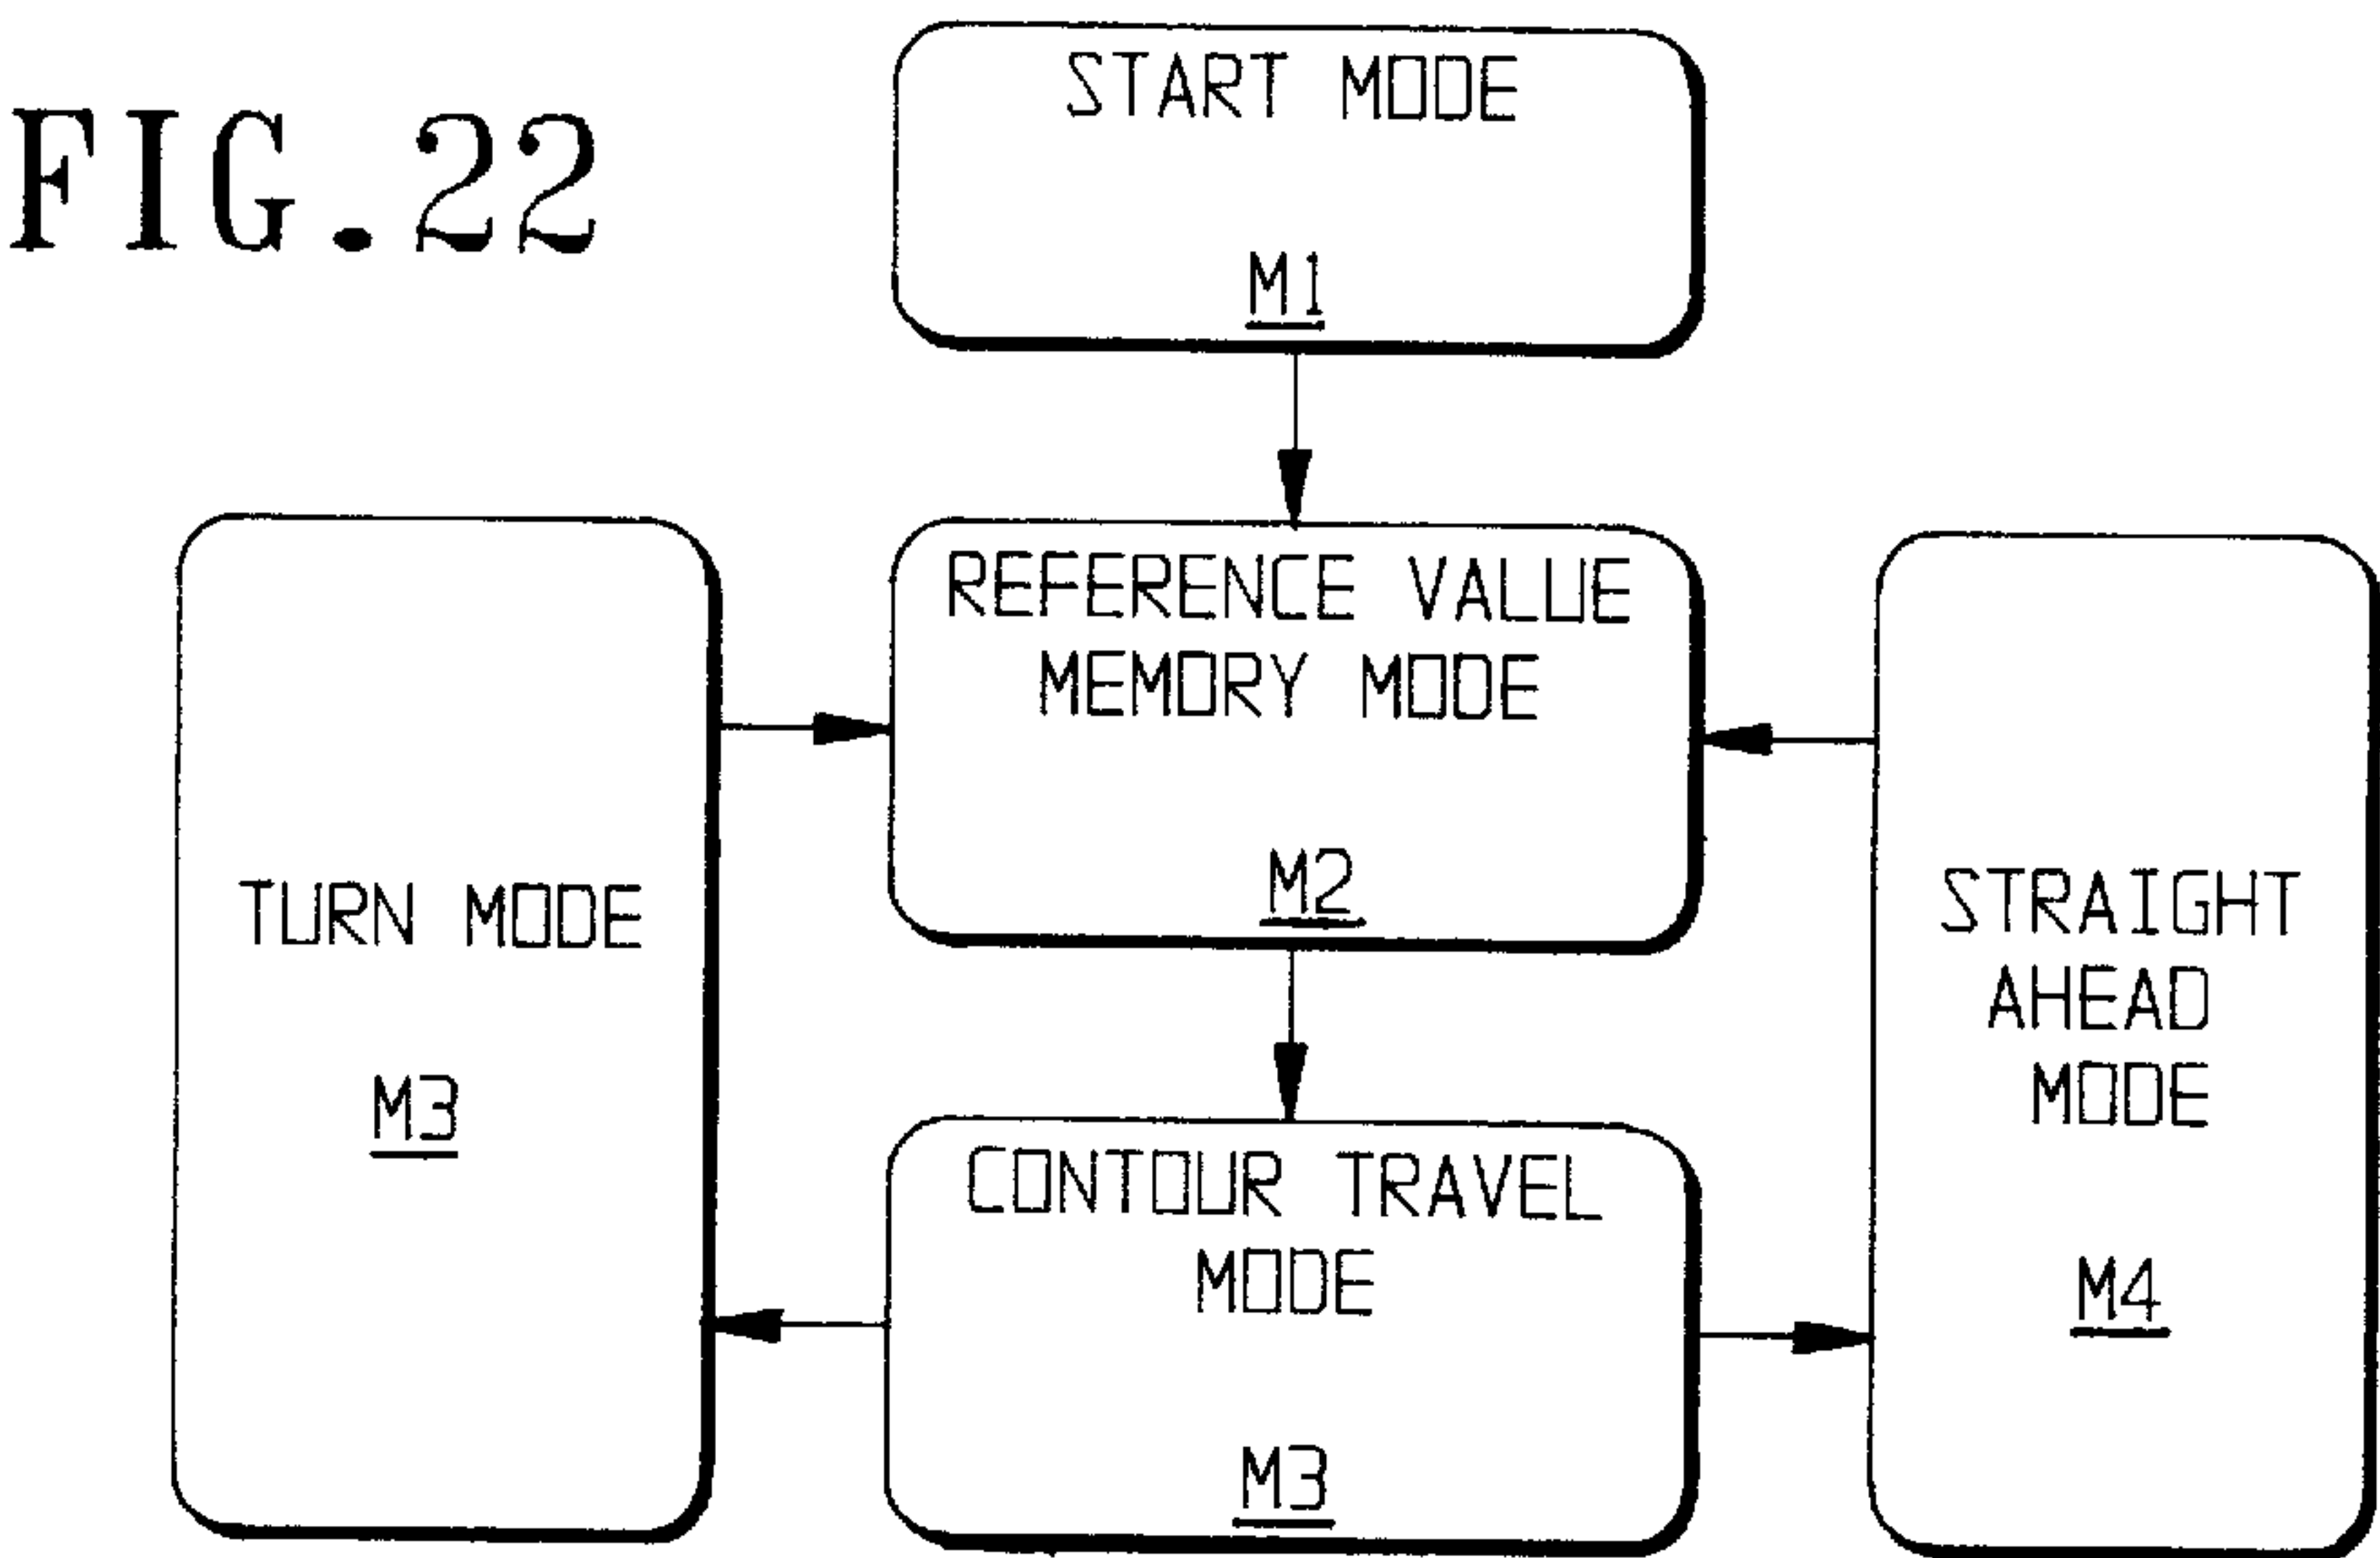 FIG.22
START MODE
M1
REFERENCE VALUE
MEMORY MODE
M2
TURN MODE
M3
STRAIGHT
AHEAD
MODE
M4
CONTOUR TRAVEL
MODE
M3